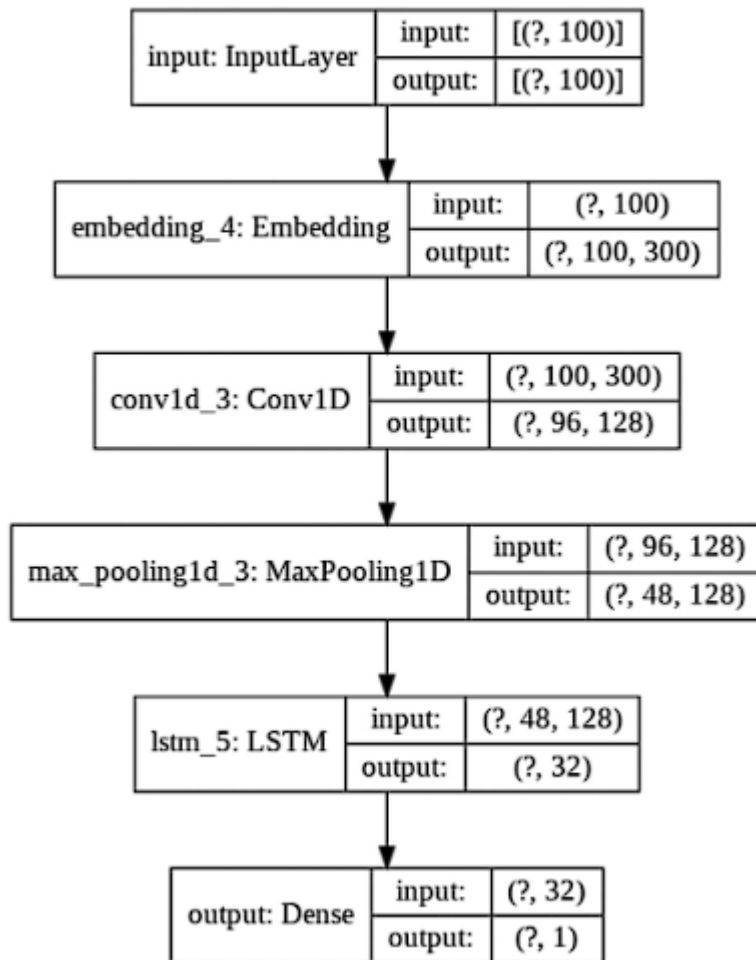 input: InputLayer
input: [(?, 100)]
output: [(?, 100)]
embedding_4: Embedding
input: (?, 100)
output: (?, 100, 300)
conv1d_3: Conv1D
input: (?, 100, 300)
output: (?, 96, 128)
max_pooling1d_3: MaxPooling1D
input: (?, 96, 128)
output: (?, 48, 128)
lstm_5: LSTM
input: (?, 48, 128)
output: (?, 32)
output: Dense
input: (?, 32)
output: (?, 1)